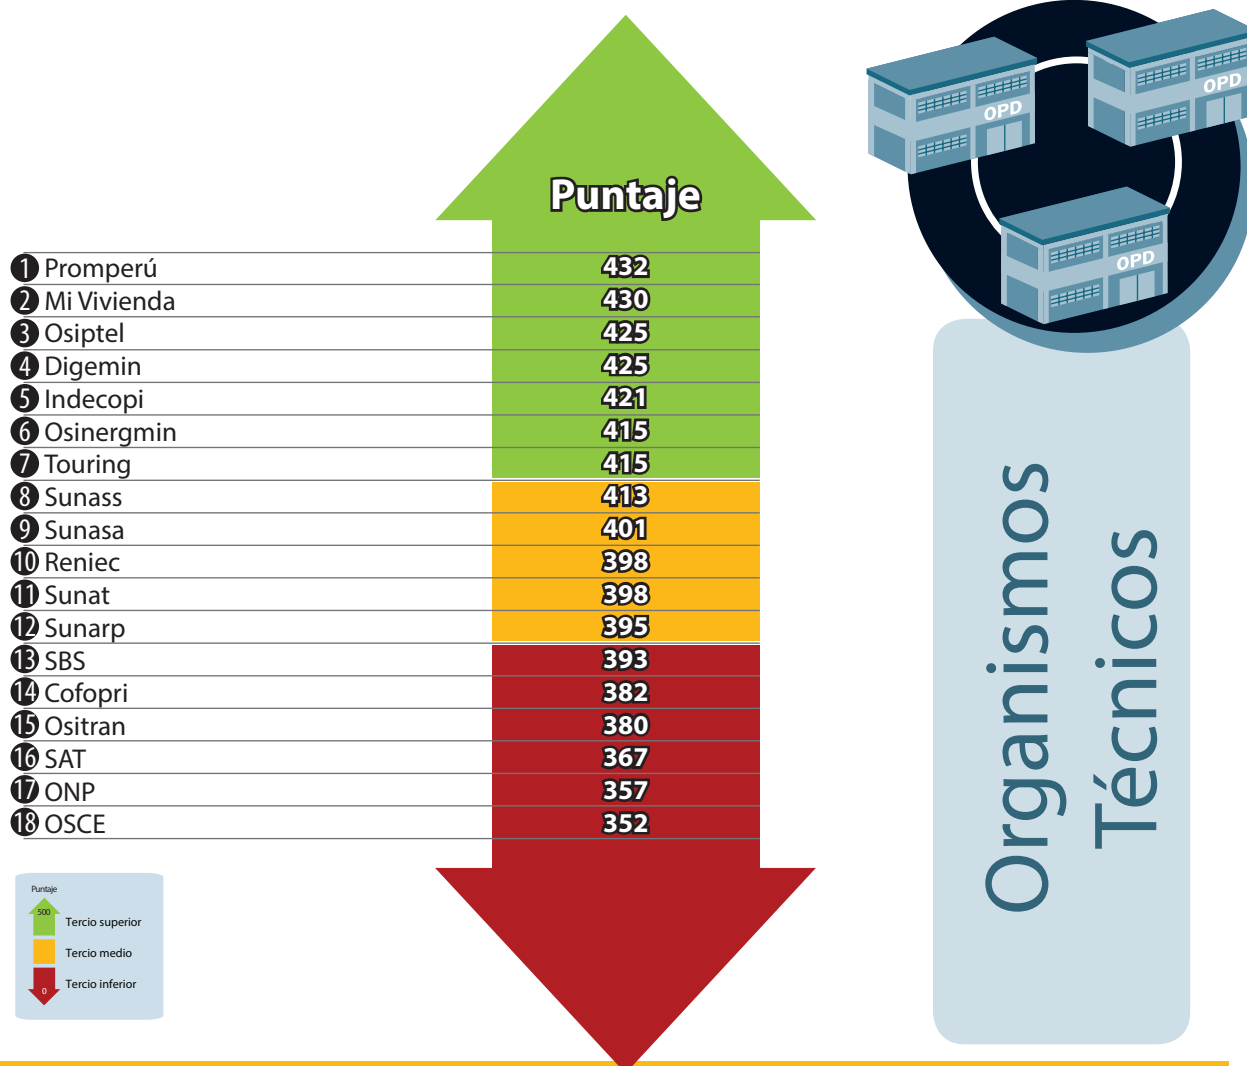 Puntaje
1 Promperú 432
2 Mi Vivienda 430
3 Osiptel 425
4 Digemin 425
5 Indecopi 421
6 Osinergmin 415
7 Touring 415
8 Sunass 413
9 Sunasa 401
10 Reniec 398
11 Sunat 398
12 Sunarp 395
13 SBS 393
14 Cofopri 382
15 Ositran 380
16 SAT 367
17 ONP 357
18 OSCE 352
Puntaje
500
Tercio superior
Tercio medio
Tercio inferior
0
OPD
OPD
OPD
Organismos
Técnicos